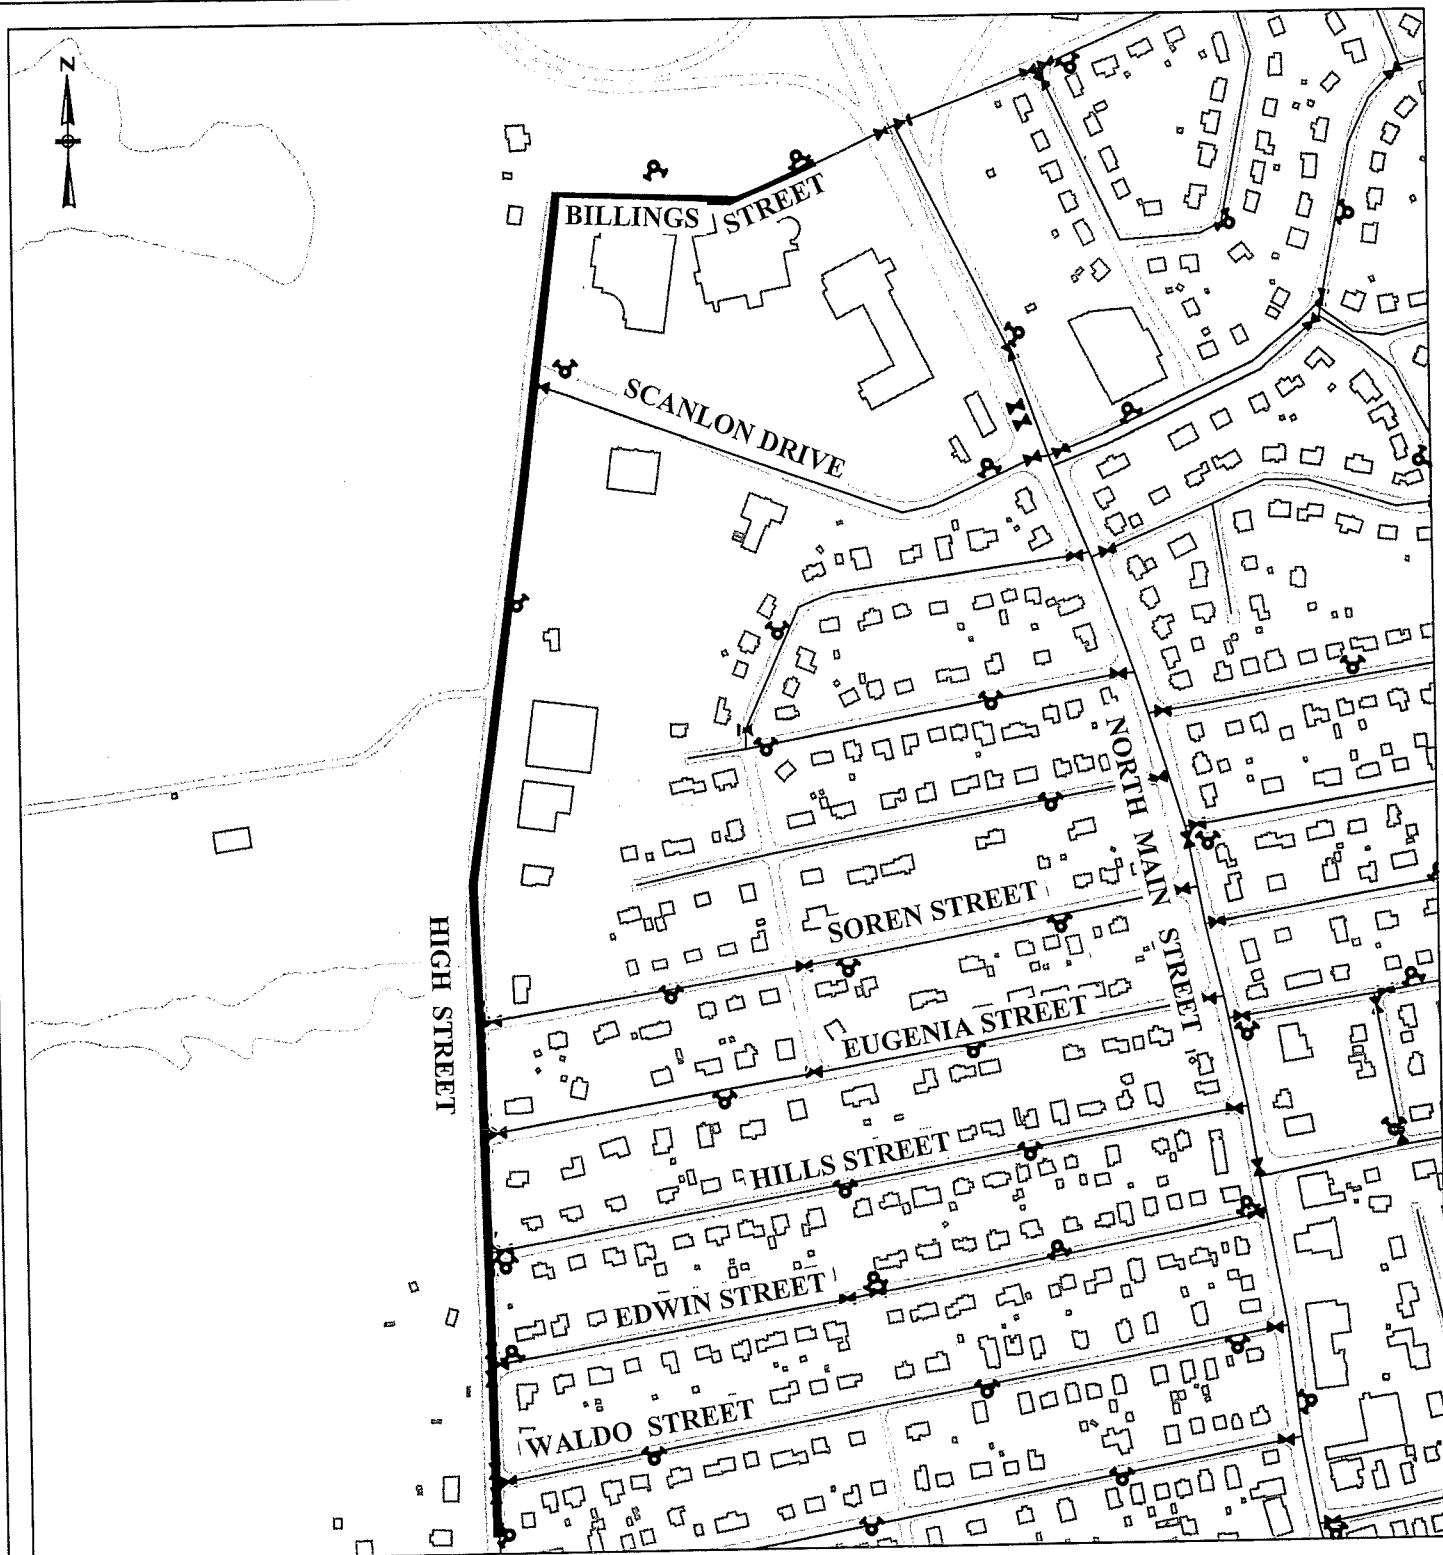 N
BILLINGS STREET
SCANLON DRIVE
NORTH MAIN STREET
SOREN STREET
HIGH STREET
EUGENIA STREET
HILLS STREET
EDWIN STREET
WALDO STREET